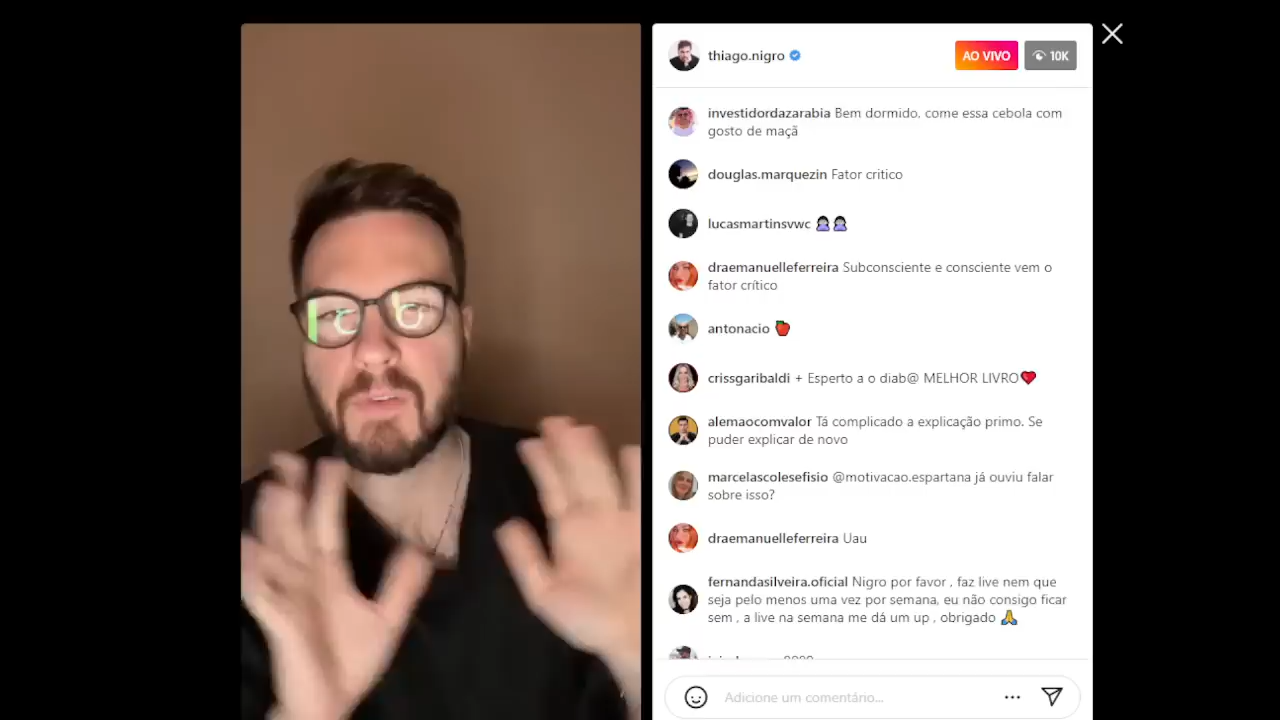 thiago.nigro
AO VIVO
10K
investidordazarabia Bem dormido, come essa cebola com
gosto de maçã
douglas.marquezin Fator critico
lucasmartinsvwc
draemanuelleferreira Subconsciente e consciente vem o
fator crítico
antonacio
crissgaribaldi + Esperto a o diab@ MELHOR LIVRO
alemaocomvalor Tá complicado a explicação primo. Se
puder explicar de novo
marcelascolesefisio @motivacao.espartana já ouviu falar
sobre isso?
draemanuelleferreira Uau
fernandasilveira.oficial Nigro por favor , faz live nem que
seja pelo menos uma vez por semana, eu não consigo ficar
sem , a live na semana me dá um up , obrigado
Adicione um comentário...